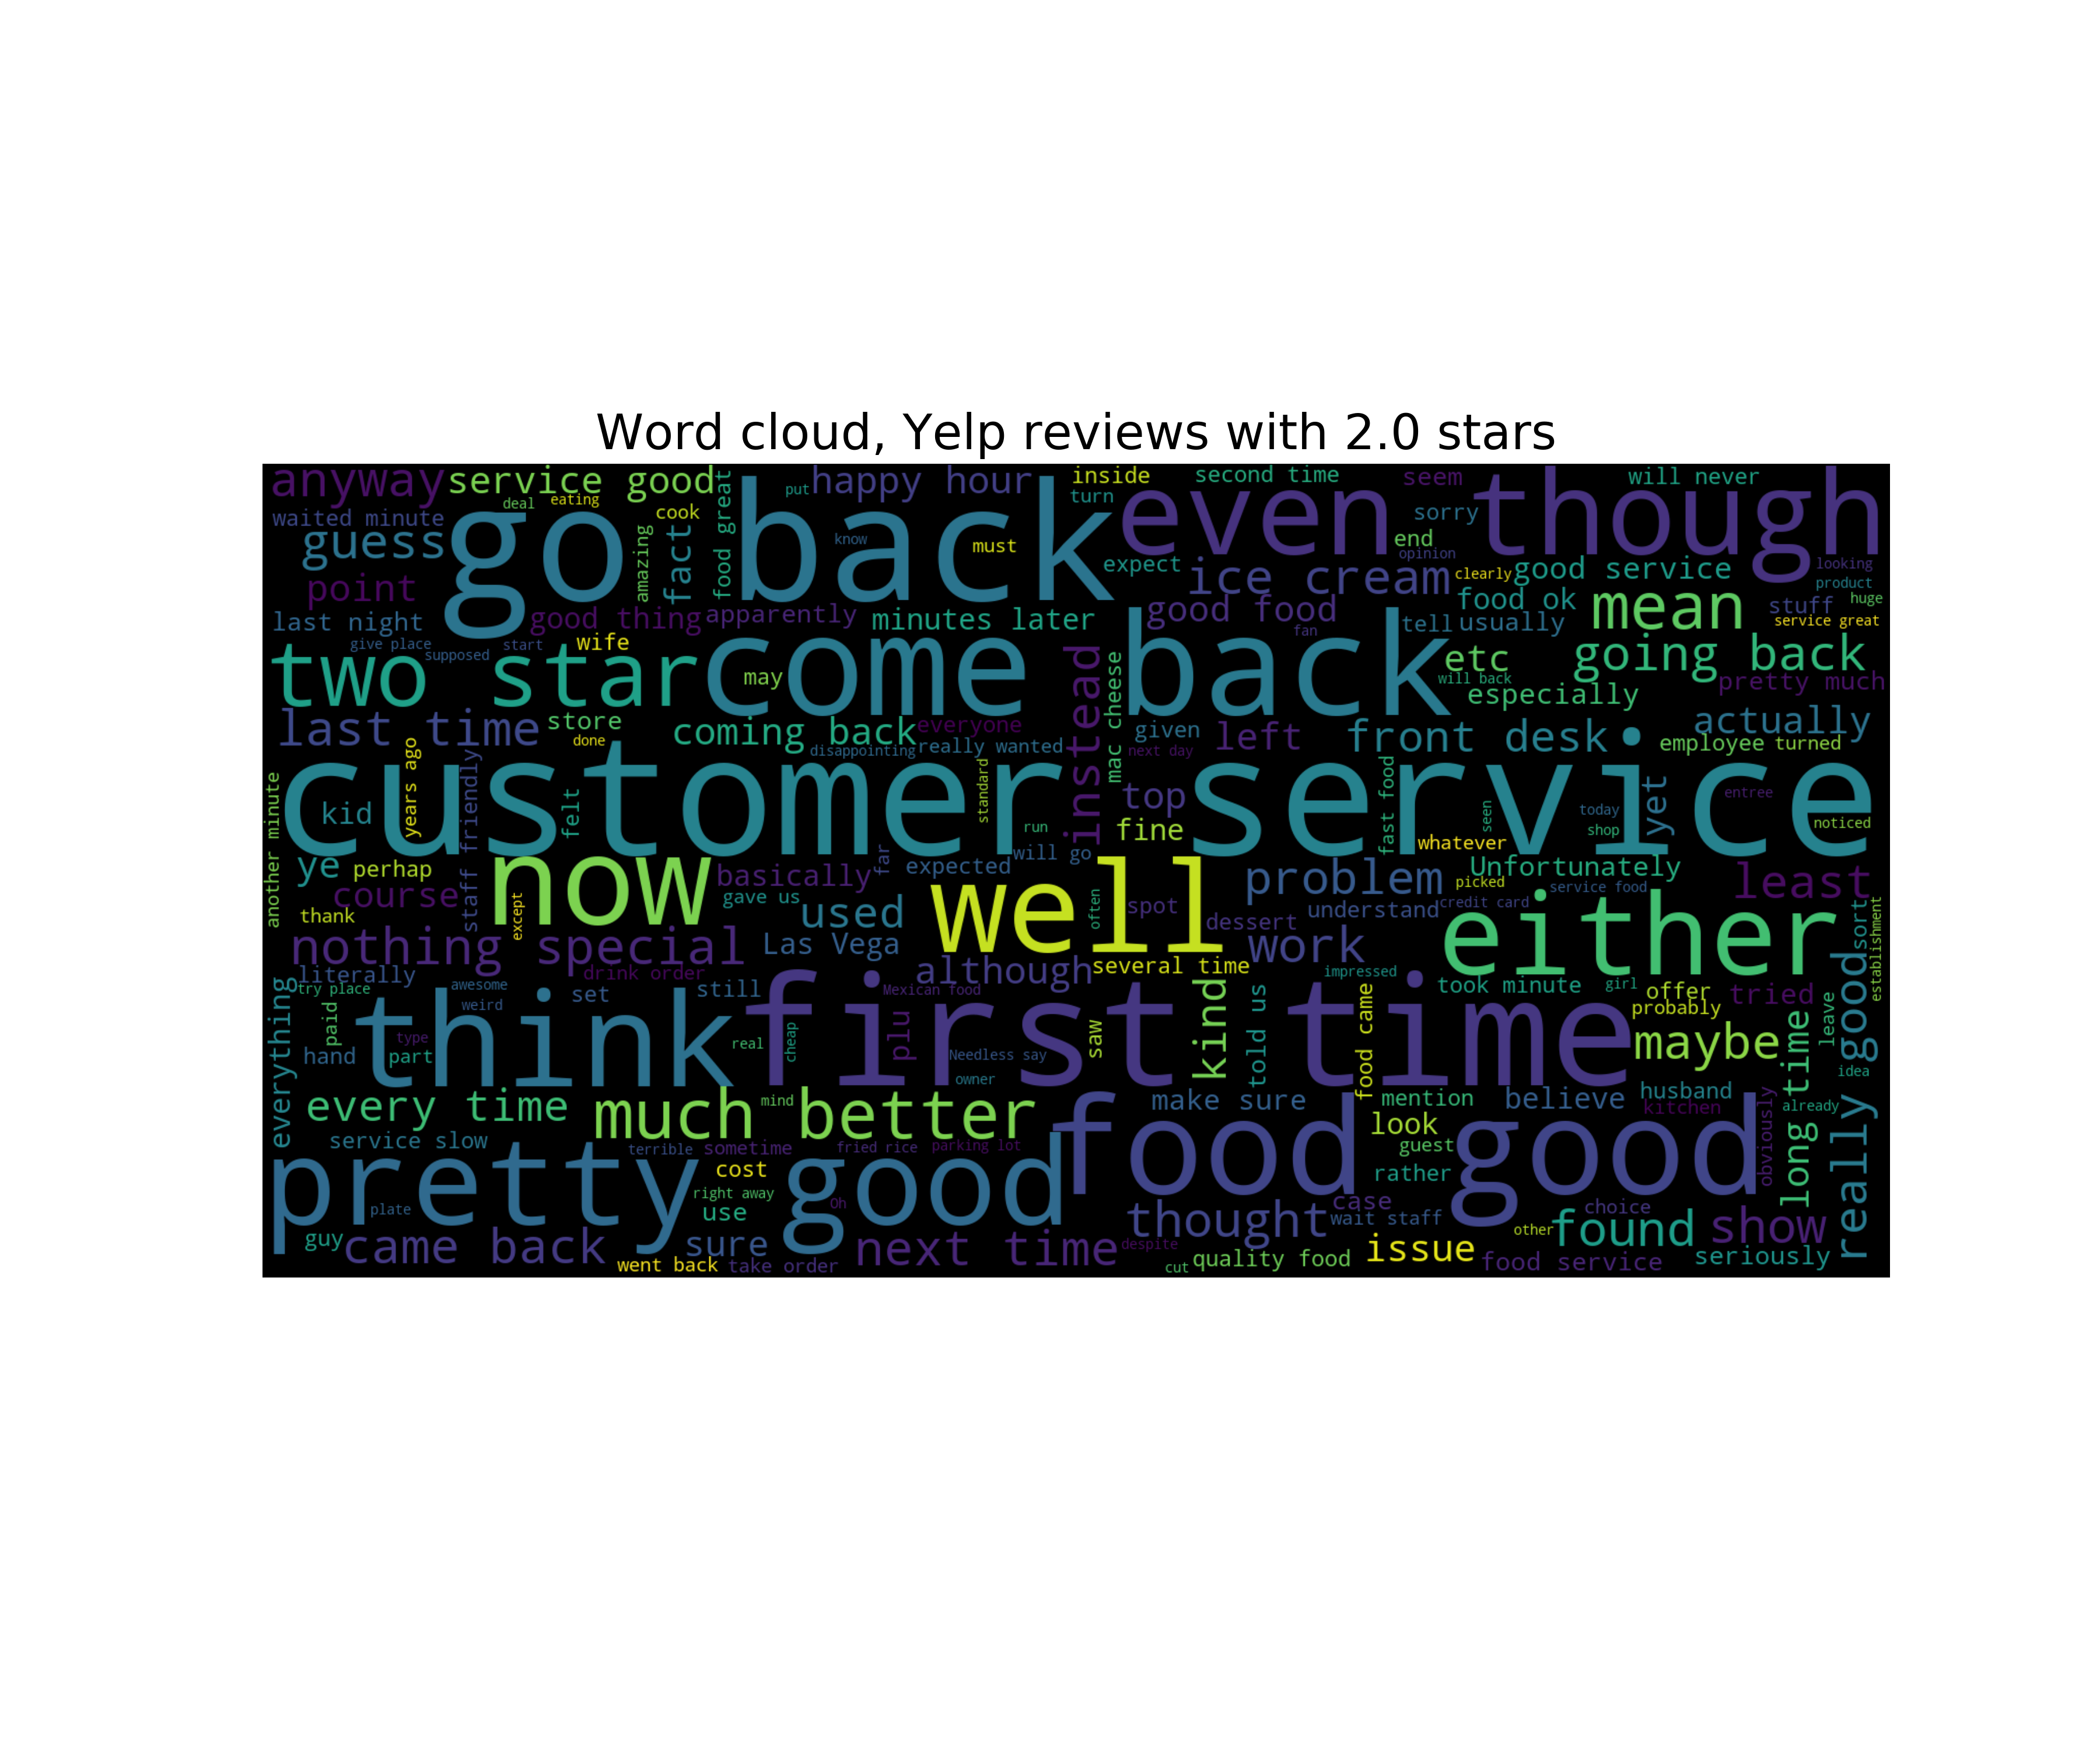 Word cloud, Yelp reviews with 2.0 stars
anyway
service good
deal
eating
put
happy hour
inside
turn
second time
seem
will never
even though
waited minute
cook
go back
know
must
sorry
end
opinion
looking
guess
amazing
fact
food great
expect
ice cream
clearly
good service
product
point
huge
last night
good thing
apparently
minutes later
good food
fan
food ok
mean
stuff
service great
tell
usually
give place
supposed
start
wife
come back
two star
may
instead
mac cheese
etc
will back
going back
especially
pretty much
last time
store
done
coming back
everyone
disappointing
really wanted
given
next day
left
front desk
actually
employee
turned
customer service
another minute
kid
years ago
staff friendly
felt
standard
run
top
fine
fast food
seen
whatever
today
shop
yet
entree
noticed
ye
perhap
now
basically
far
expected
will go
well
problem
Unfortunately
picked
service food
least
course
thank
except
gave us
used
often
spot
dessert
understand
credit card
either
sort
establishment
nothing special
Las Vega
work
literally
drink order
although
several time
impressed
took minute
girl
offer
tried
everything
try place
awesome
weird
set
still
Mexican food
first time
think
paid
hand
type
part
real
cheap
plu
Needless say
owner
saw
kind
told us
food came
probably
maybe
leave
long time
really good
idea
every time
much better
mind
food good
make sure
mention
believe
husband
kitchen
already
look
guest
obviously
service slow
terrible
sometime
fried rice
parking lot
pretty good
cost
right away
use
Oh
plate
rather
case
choice
thought
wait staff
other
found
show
guy
came back
sure
next time
despite
issue
went back
take order
cut
quality food
food service
seriously